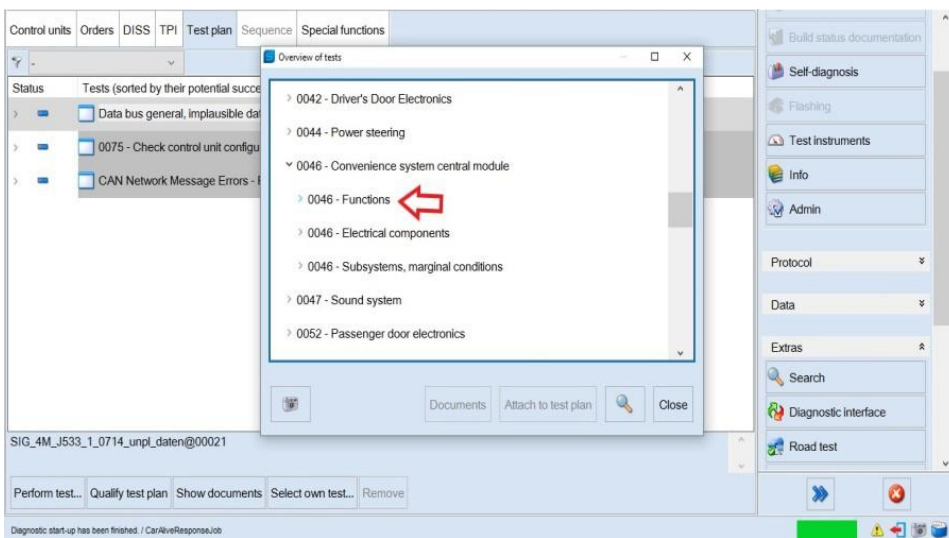 Control units Orders DISS TPI Test plan Sequence Special functions
-
Status Tests (sorted by their potential succe
Data bus general, implausible dat
0075 - Check control unit configu
CAN Network Message Errors -
Overview of tests
0042 - Driver's Door Electronics
0044 - Power steering
0046 - Convenience system central module
0046 - Functions
0046 - Electrical components
0046 - Subsystems, marginal conditions
0047 - Sound system
0052 - Passenger door electronics
Documents Attach to test plan Close
SIG_4M_J533_1_0714_unpl_daten@00021
Perform test... Qualify test plan Show documents Select own test... Remove
Diagnostic start-up has been finished. / CarAliveResponseJob
Build status documentation
Self-diagnosis
Flashing
Test instruments
Info
Admin
Protocol
Data
Extras
Search
Diagnostic interface
Road test